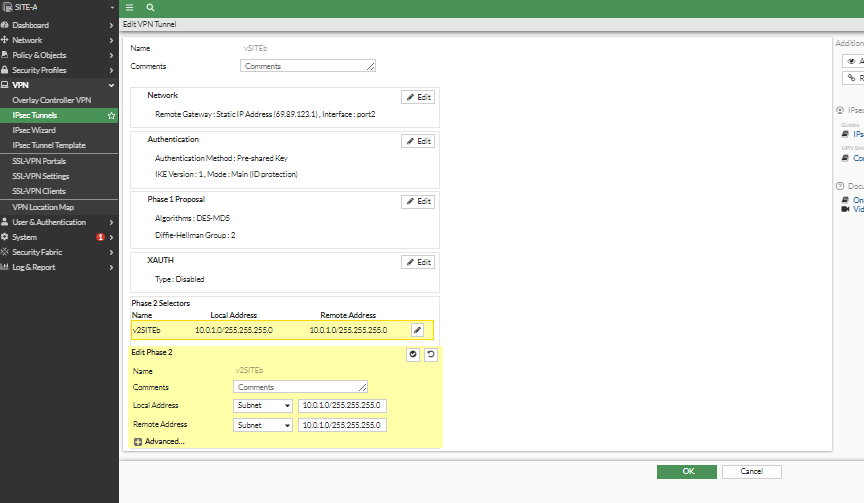 SITE-A
Edit VPN Tunnel
Dashboard
Network
Policy & Objects
Security Profiles
VPN
Overlay Controller VPN
IPsec Tunnels
IPsec Wizard
IPsec Tunnel Template
SSL-VPN Portals
SSL-VPN Settings
SSL-VPN Clients
VPN Location Map
User & Authentication
System 1
Security Fabric
Log & Report
Name vSITEb
Comments Comments
Network Edit
Remote Gateway : Static IP Address (69.89.123.1) , Interface : port2
Authentication Edit
Authentication Method : Pre-shared Key
IKE Version : 1 , Mode : Main (ID protection)
Phase 1 Proposal Edit
Algorithms : DES-MD5
Diffie-Hellman Group : 2
XAUTH Edit
Type : Disabled
Phase 2 Selectors
Name Local Address Remote Address
v2SITEb 10.0.1.0/255.255.255.0 10.0.1.0/255.255.255.0
Edit Phase 2
Name v2SITEb
Comments Comments
Local Address Subnet 10.0.1.0/255.255.255.0
Remote Address Subnet 10.0.1.0/255.255.255.0
Advanced...
OK Cancel
Addition
A
R
IPsec
Guides
IPs
Co
Docu
On
Vid